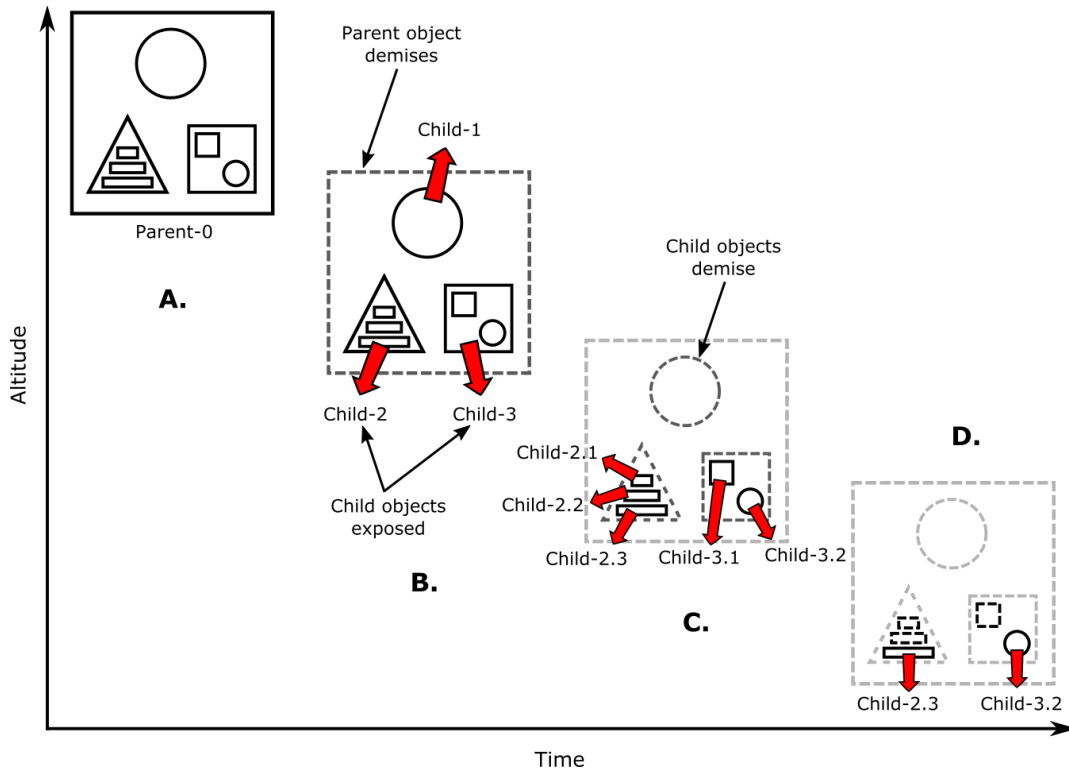 Parent-0
A.
Parent object
demises
Child-1
Child-2
Child-3
Child objects
exposed
B.
Child objects
demise
Child-2.1
Child-2.2
Child-2.3
Child-3.1
Child-3.2
C.
D.
Child-2.3
Child-3.2
Altitude
Time